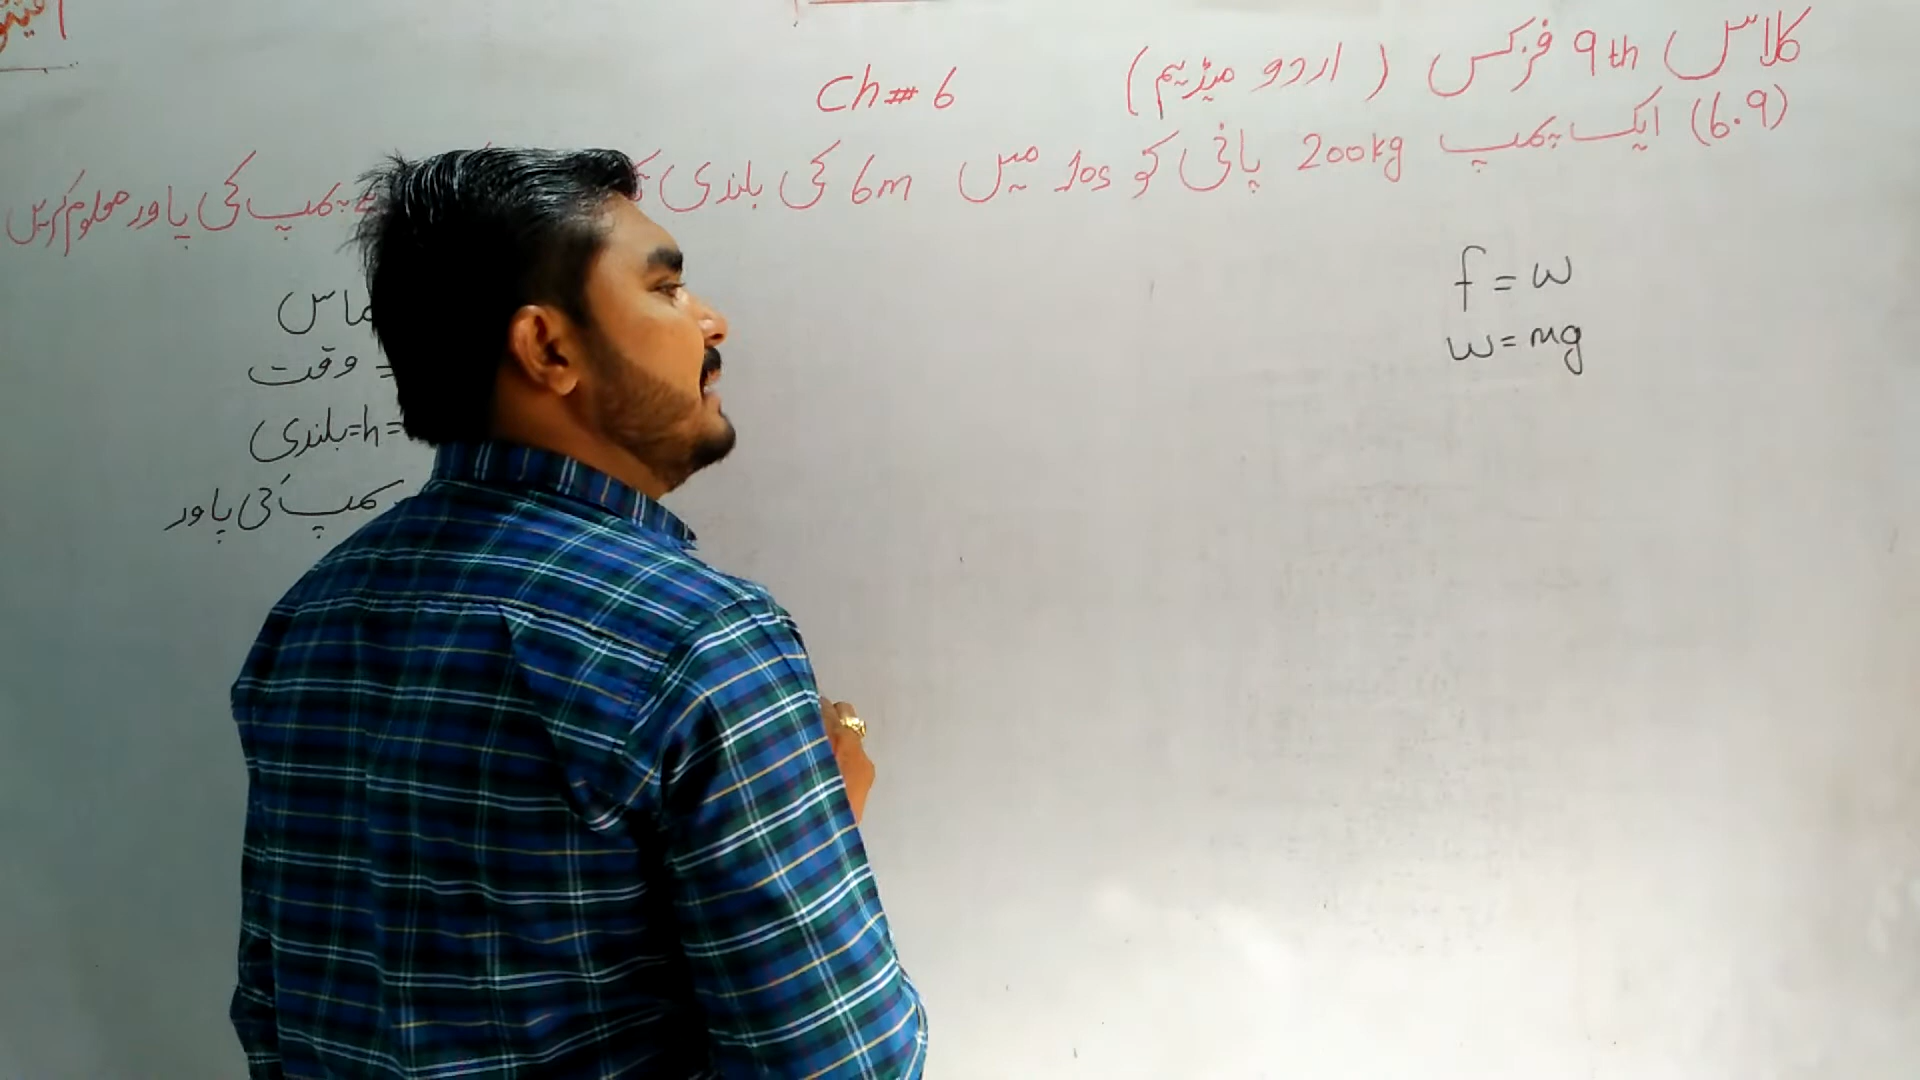 کلاس 9th فزکس (اردو میڈیم) Ch# 6
(6.9) ایک پمپ 200kg پانی کو 10s میں 6m کی بلندی پمپ کی پاور معلوم کریں
ماس
وقت =
بلندی=h=
پمپ کی پاور
f = w
w = mg